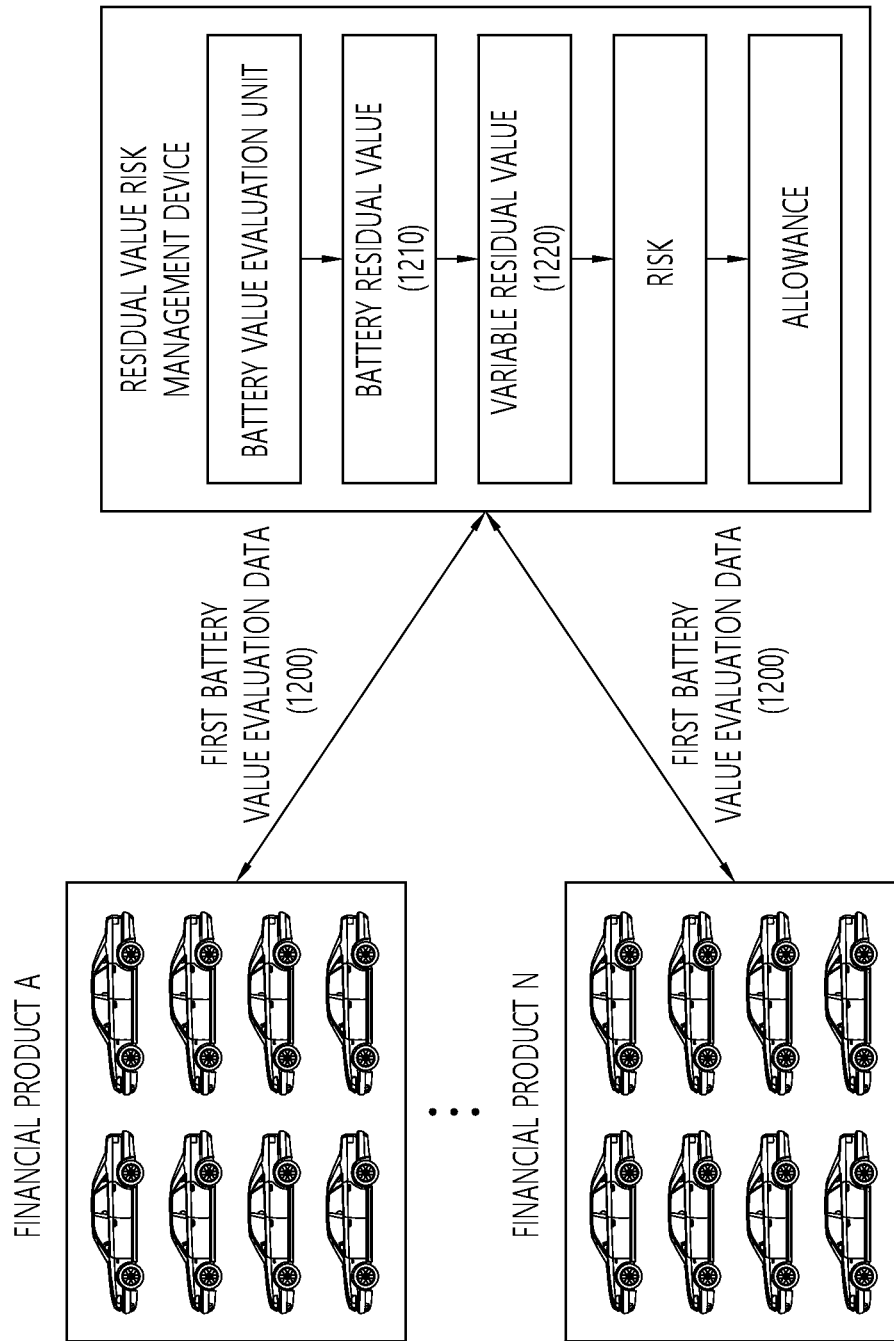 FINANCIAL PRODUCT A
FIRST BATTERY
VALUE EVALUATION DATA
(1200)
RESIDUAL VALUE RISK
MANAGEMENT DEVICE
BATTERY VALUE EVALUATION UNIT
BATTERY RESIDUAL VALUE
(1210)
VARIABLE RESIDUAL VALUE
(1220)
RISK
ALLOWANCE
FINANCIAL PRODUCT N
FIRST BATTERY
VALUE EVALUATION DATA
(1200)